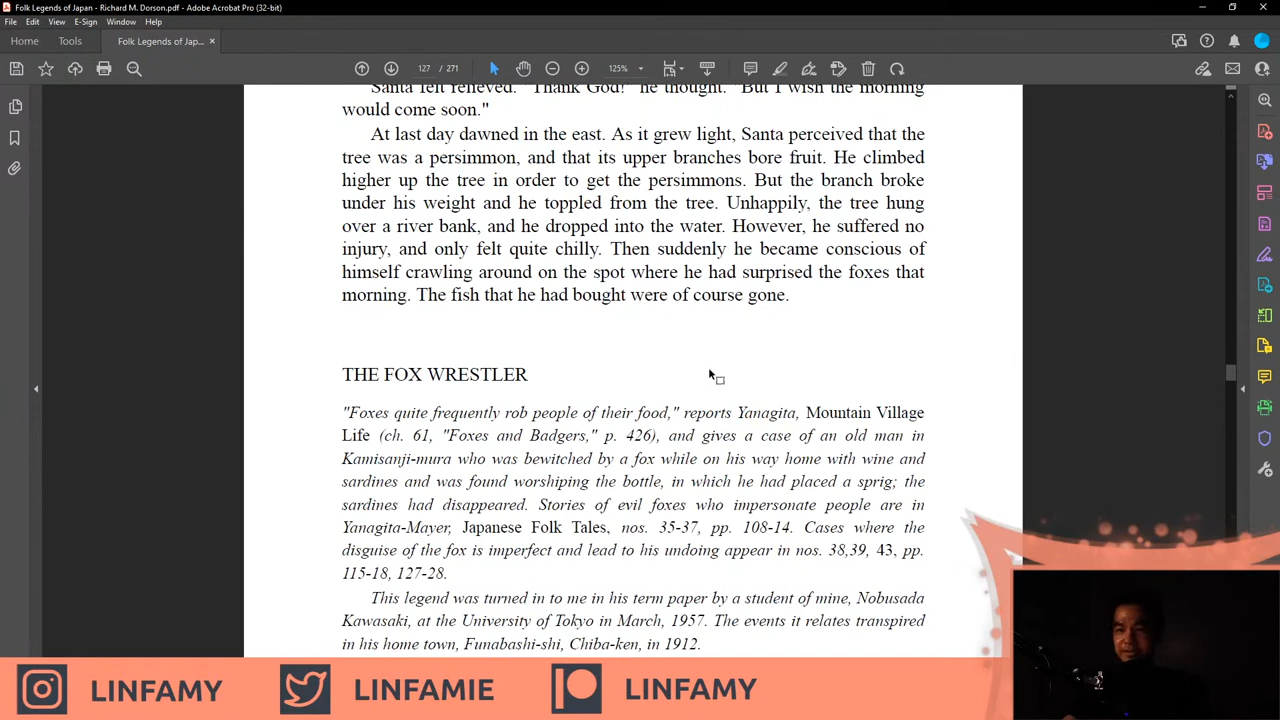 Folk Legends of Japan - Richard M. Dorson.pdf - Adobe Acrobat Pro (32-bit)
File Edit View E-Sign Window Help
Home Tools Folk Legends of Jap... ×
127 / 271 125%
Santa felt relieved. "Thank God!" he thought. "But I wish the morning
would come soon."
At last day dawned in the east. As it grew light, Santa perceived that the
tree was a persimmon, and that its upper branches bore fruit. He climbed
higher up the tree in order to get the persimmons. But the branch broke
under his weight and he toppled from the tree. Unhappily, the tree hung
over a river bank, and he dropped into the water. However, he suffered no
injury, and only felt quite chilly. Then suddenly he became conscious of
himself crawling around on the spot where he had surprised the foxes that
morning. The fish that he had bought were of course gone.
THE FOX WRESTLER
"Foxes quite frequently rob people of their food," reports Yanagita, Mountain Village
Life (ch. 61, "Foxes and Badgers," p. 426), and gives a case of an old man in
Kamisanji-mura who was bewitched by a fox while on his way home with wine and
sardines and was found worshiping the bottle, in which he had placed a sprig; the
sardines had disappeared. Stories of evil foxes who impersonate people are in
Yanagita-Mayer, Japanese Folk Tales, nos. 35-37, pp. 108-14. Cases where the
disguise of the fox is imperfect and lead to his undoing appear in nos. 38,39, 43, pp.
115-18, 127-28.
This legend was turned in to me in his term paper by a student of mine, Nobusada
Kawasaki, at the University of Tokyo in March, 1957. The events it relates transpired
in his home town, Funabashi-shi, Chiba-ken, in 1912.
LINFAMY LINFAMIE LINFAMY